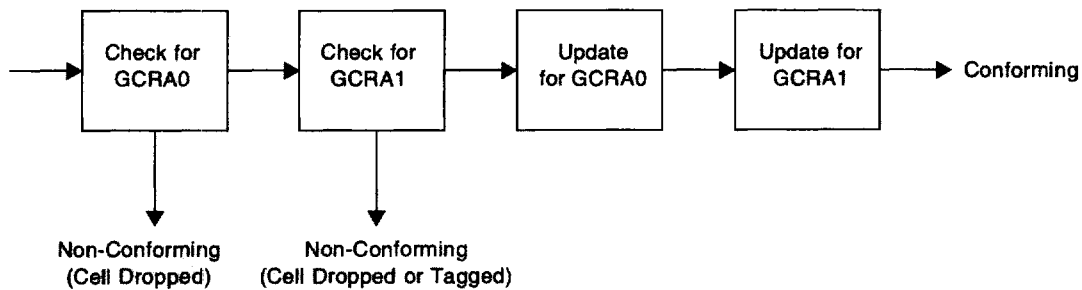 Check for
GCRA0
Check for
GCRA1
Update
for GCRA0
Update for
GCRA1
Conforming
Non-Conforming
(Cell Dropped)
Non-Conforming
(Cell Dropped or Tagged)